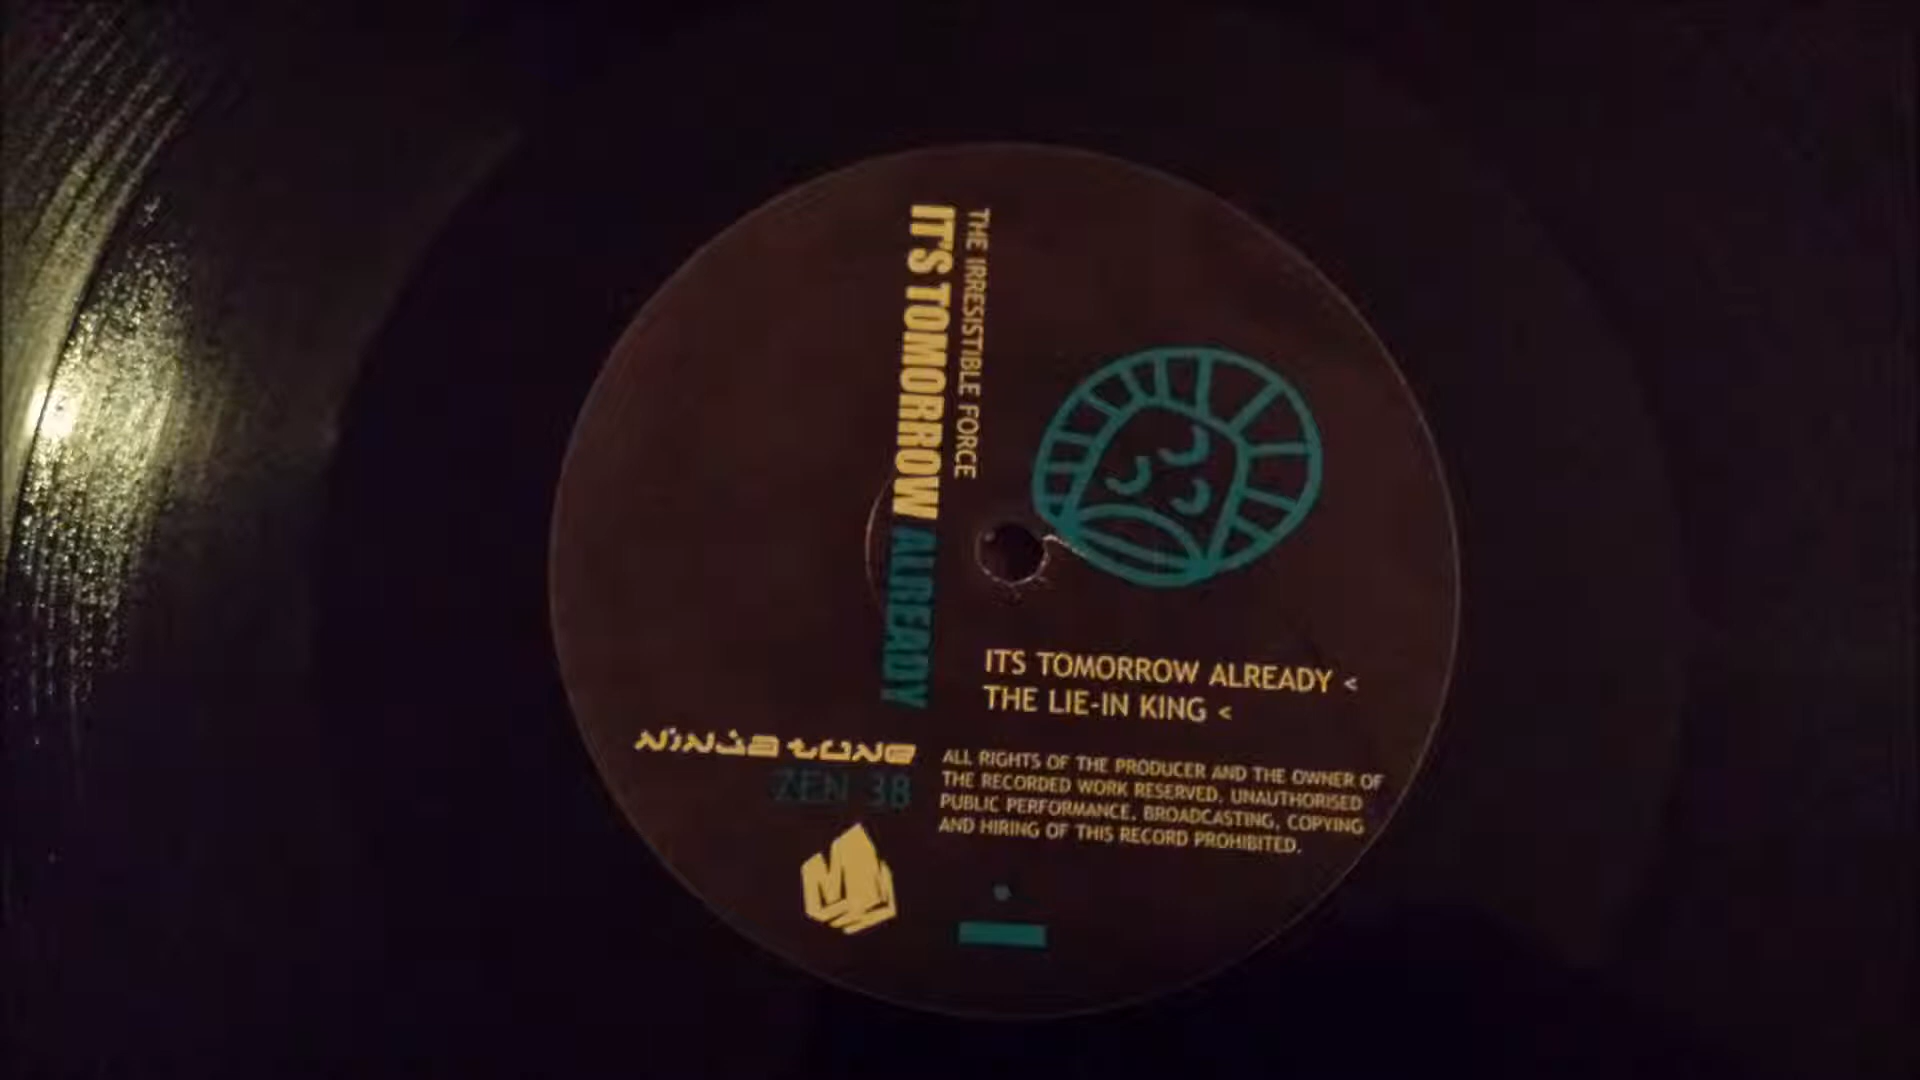 THE IRRESISTIBLE FORCE
IT'S TOMORROW ALREADY
ITS TOMORROW ALREADY <
THE LIE-IN KING <
ninja tune
ZEN 38
ALL RIGHTS OF THE PRODUCER AND THE OWNER OF
THE RECORDED WORK RESERVED. UNAUTHORISED
PUBLIC PERFORMANCE, BROADCASTING, COPYING
AND HIRING OF THIS RECORD PROHIBITED.